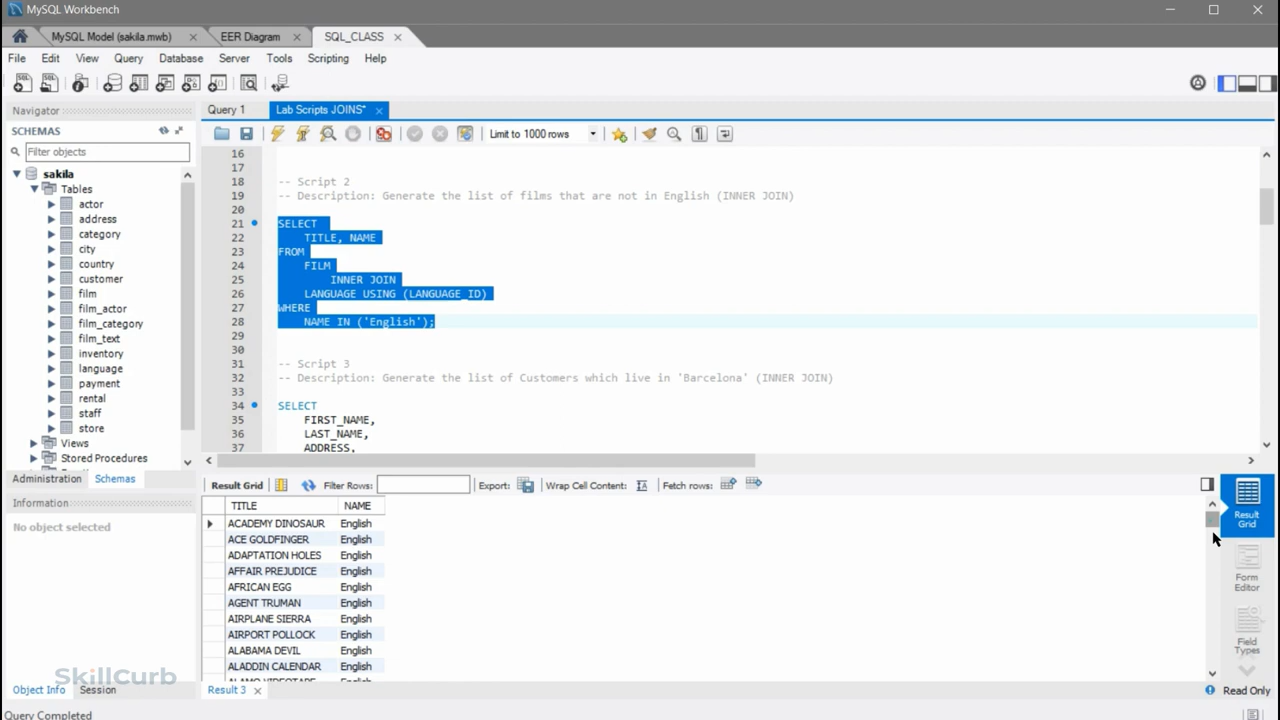 MySQL Workbench
MySQL Model (sakila.mwb) × EER Diagram × SQL_CLASS ×
File Edit View Query Database Server Tools Scripting Help
Navigator
SCHEMAS
Filter objects
sakila
Tables
actor
address
category
city
country
customer
film
film_actor
film_category
film_text
inventory
language
payment
rental
staff
store
Views
Stored Procedures
Administration Schemas
Information
No object selected
SkillCurb
Object Info Session
Query 1 Lab Scripts JOINS* ×
Limit to 1000 rows
16
17
18 -- Script 2
19 -- Description: Generate the list of films that are not in English (INNER JOIN)
20
21 SELECT
22 TITLE, NAME
23 FROM
24 FILM
25 INNER JOIN
26 LANGUAGE USING (LANGUAGE_ID)
27 WHERE
28 NAME IN ('English');
29
30
31 -- Script 3
32 -- Description: Generate the list of Customers which live in 'Barcelona' (INNER JOIN)
33
34 SELECT
35 FIRST_NAME,
36 LAST_NAME,
37 ADDRESS,
Result Grid Filter Rows: Export: Wrap Cell Content: Fetch rows:
TITLE NAME
ACADEMY DINOSAUR English
ACE GOLDFINGER English
ADAPTATION HOLES English
AFFAIR PREJUDICE English
AFRICAN EGG English
AGENT TRUMAN English
AIRPLANE SIERRA English
AIRPORT POLLOCK English
ALABAMA DEVIL English
ALADDIN CALENDAR English
Result
Grid
Form
Editor
Field
Types
Result 3 ×
Read Only
Query Completed